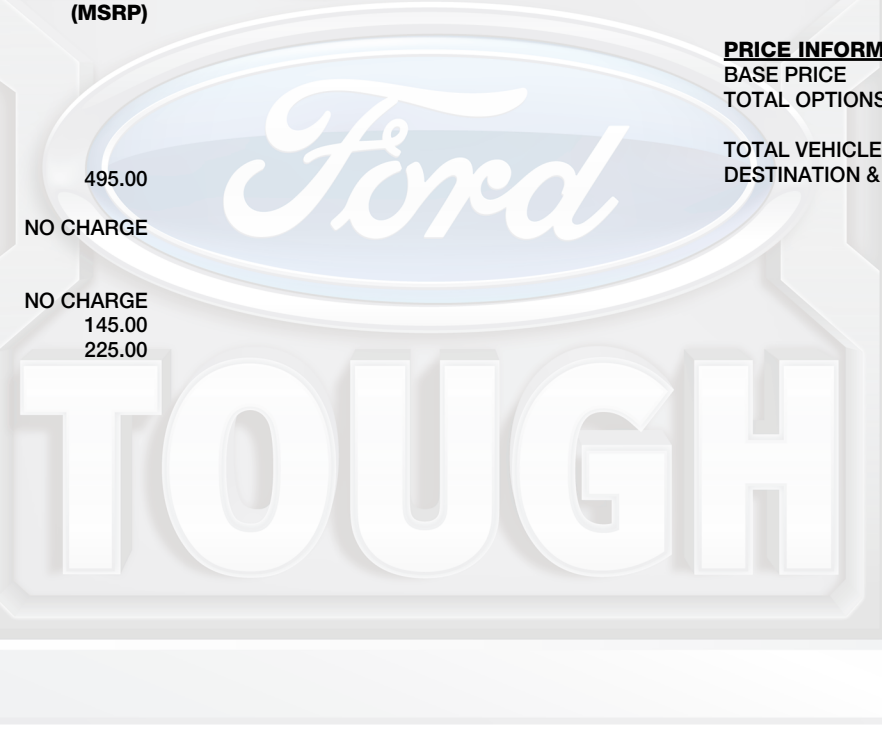 (MSRP)
495.00
NO CHARGE
NO CHARGE
145.00
225.00
PRICE INFORM
BASE PRICE
TOTAL OPTIONS
TOTAL VEHICLE
DESTINATION &
Ford
TOUGH